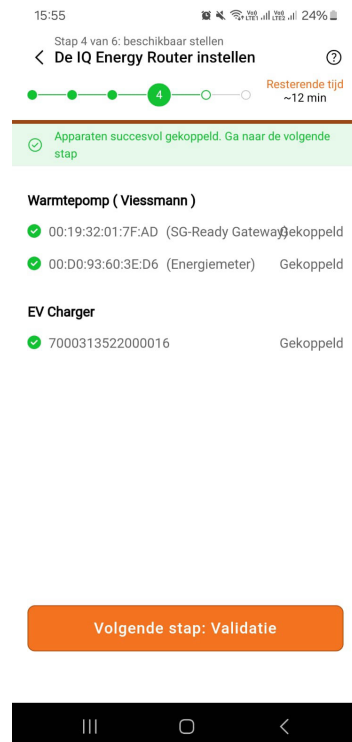 15:55
24%
Stap 4 van 6: beschikbaar stellen
De IQ Energy Router instellen
Resterende tijd
4
~12 min
Apparaten succesvol gekoppeld. Ga naar de volgende
stap
Warmtepomp ( Viessmann )
00:19:32:01:7F:AD (SG-Ready Gateway) Gekoppeld
00:D0:93:60:3E:D6 (Energiemeter) Gekoppeld
EV Charger
7000313522000016 Gekoppeld
Volgende stap: Validatie